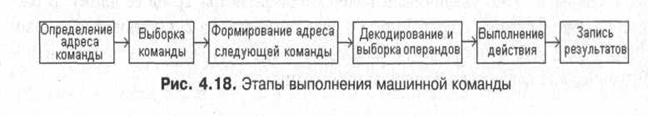 Определение
адреса
команды
Выборка
команды
Формирование адреса
следующей команды
Декодирование и
выборка операндов
Выполнение
действия
Запись
результатов
Рис. 4.18. Этапы выполнения машинной команды